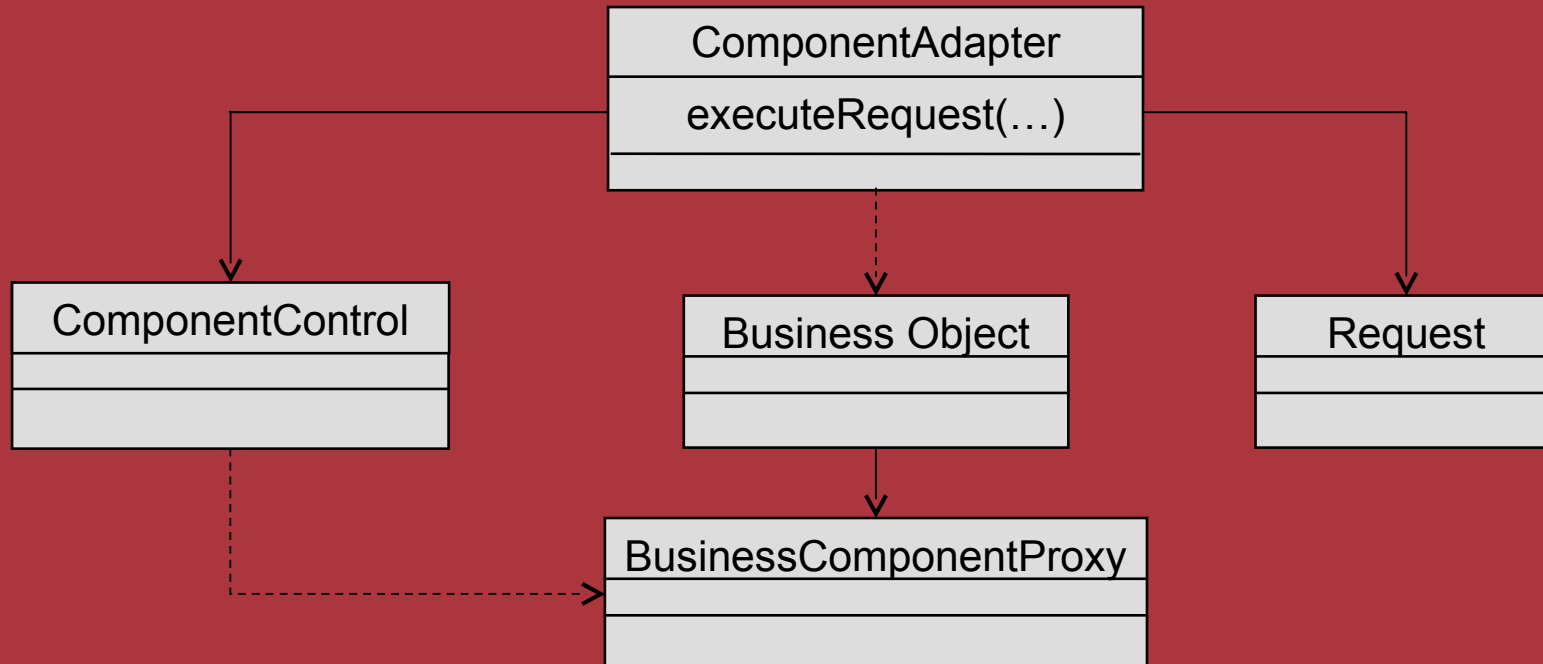 ComponentAdapter
executeRequest(…)
ComponentControl
Business Object
Request
BusinessComponentProxy